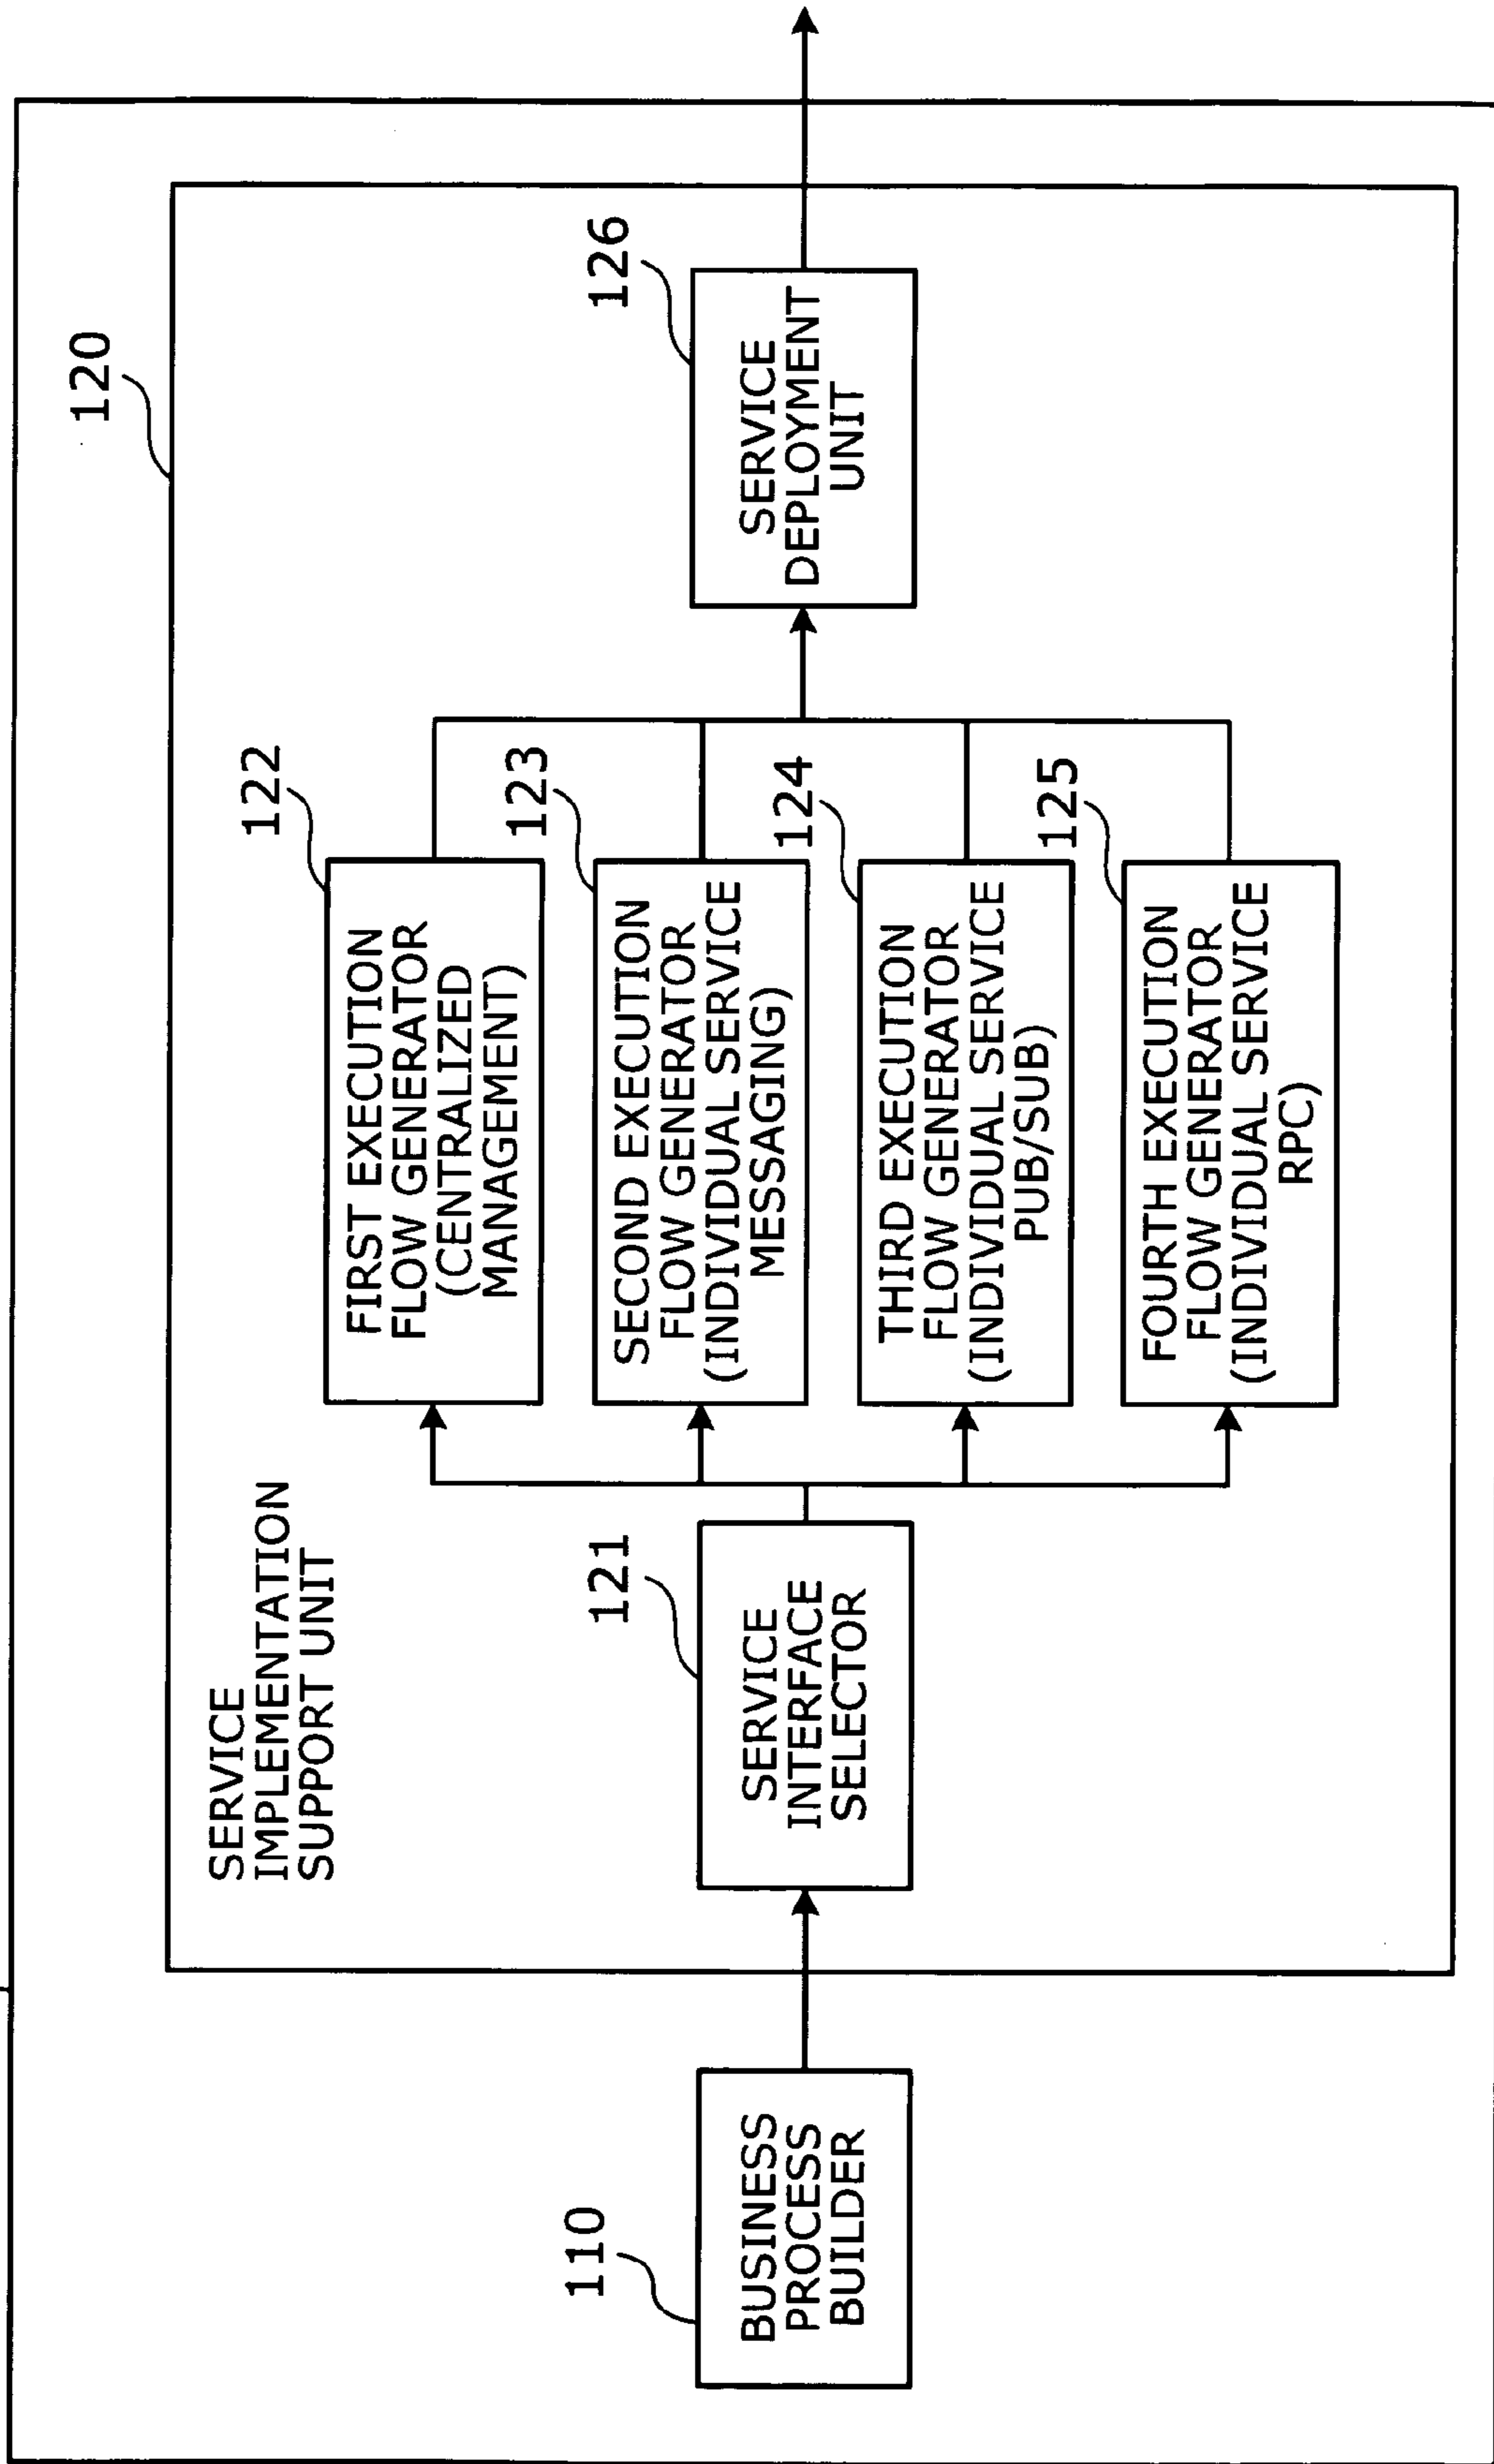 120
SERVICE
IMPLEMENTATION
SUPPORT UNIT
110
BUSINESS
PROCESS
BUILDER
121
SERVICE
INTERFACE
SELECTOR
122
FIRST EXECUTION
FLOW GENERATOR
(CENTRALIZED
MANAGEMENT)
123
SECOND EXECUTION
FLOW GENERATOR
(INDIVIDUAL SERVICE
MESSAGING)
124
THIRD EXECUTION
FLOW GENERATOR
(INDIVIDUAL SERVICE
PUB/SUB)
125
FOURTH EXECUTION
FLOW GENERATOR
(INDIVIDUAL SERVICE
RPC)
126
SERVICE
DEPLOYMENT
UNIT